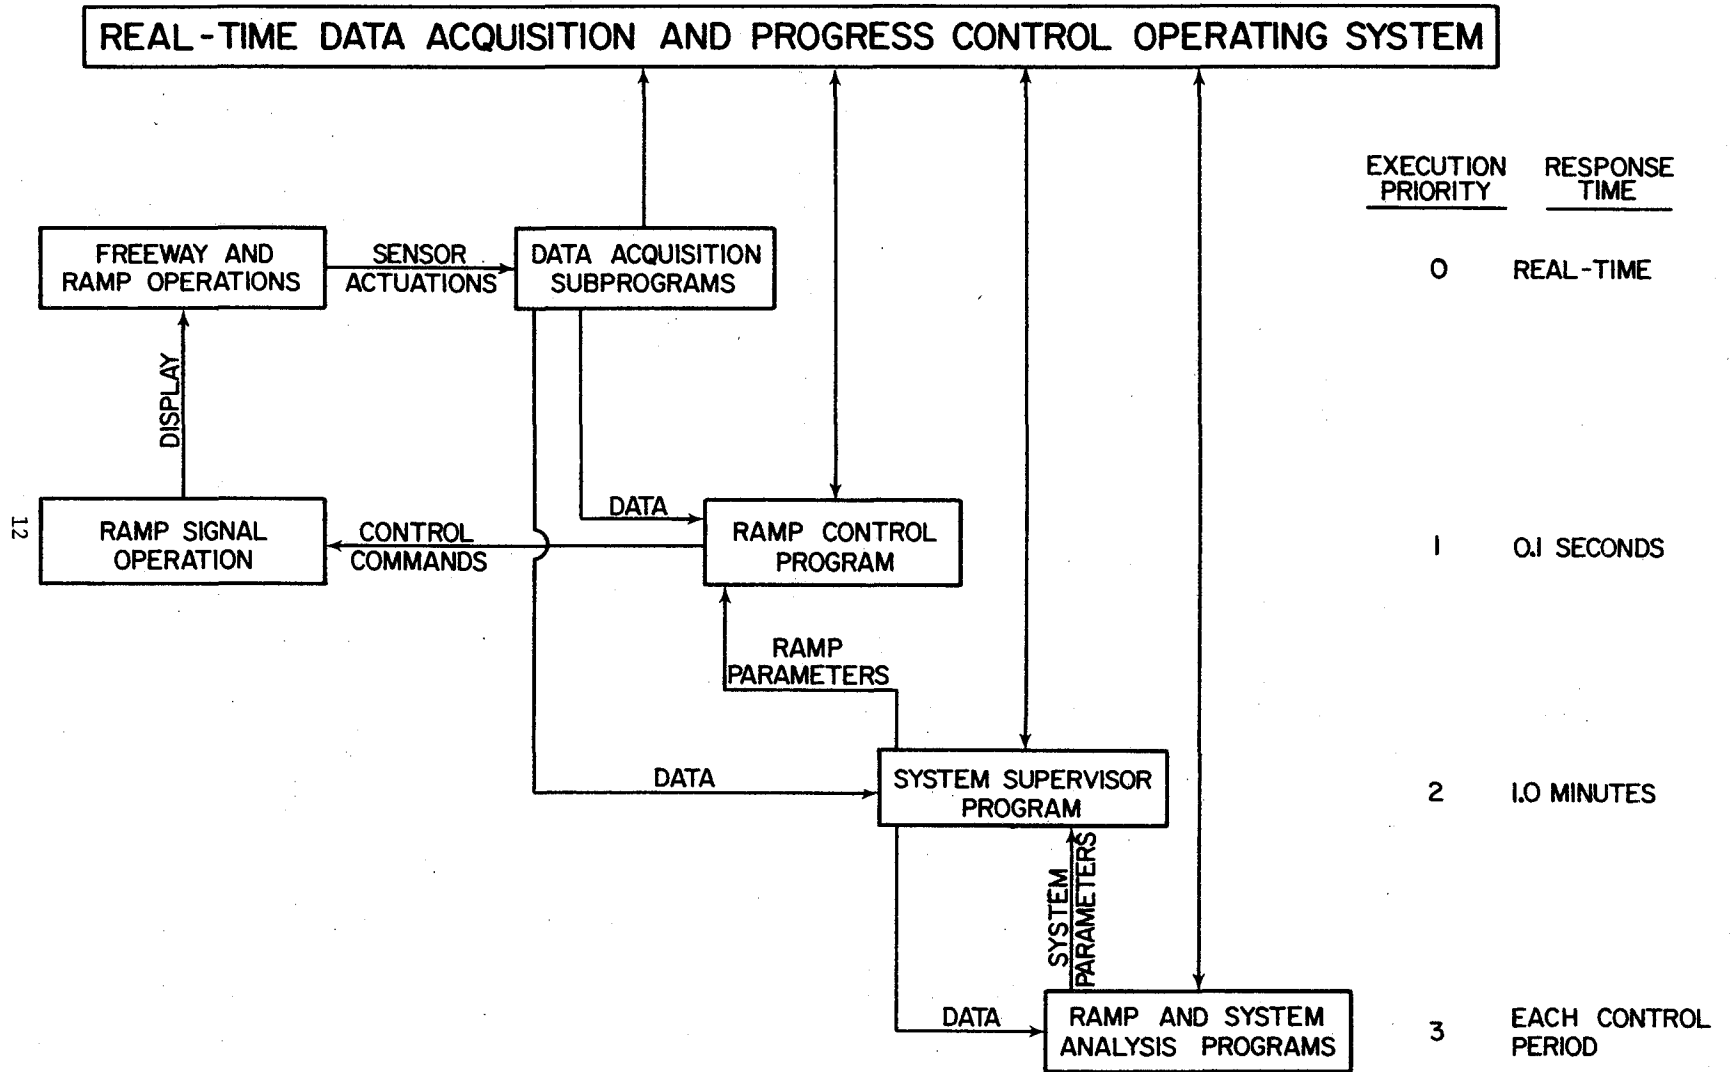 REAL-TIME DATA ACQUISITION AND PROGRESS CONTROL OPERATING SYSTEM
EXECUTION
PRIORITY
RESPONSE
TIME
FREEWAY AND
RAMP OPERATIONS
SENSOR
ACTUATIONS
DATA ACQUISITION
SUBPROGRAMS
0
REAL-TIME
DISPLAY
12
RAMP SIGNAL
OPERATION
CONTROL
COMMANDS
DATA
RAMP CONTROL
PROGRAM
1
0.1 SECONDS
RAMP
PARAMETERS
DATA
SYSTEM SUPERVISOR
PROGRAM
2
1.0 MINUTES
SYSTEM
PARAMETERS
DATA
RAMP AND SYSTEM
ANALYSIS PROGRAMS
3
EACH CONTROL
PERIOD